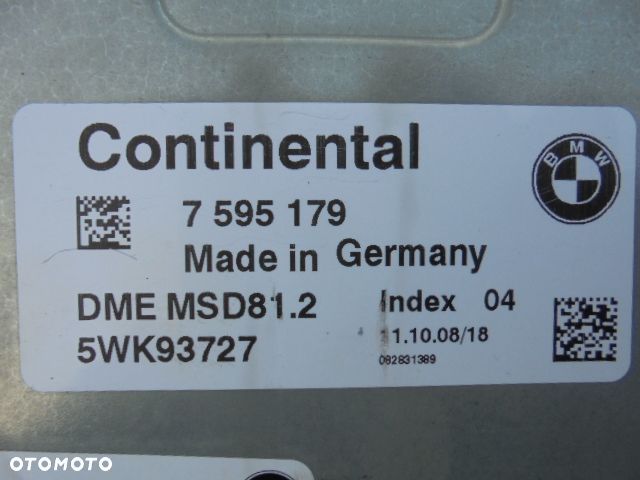 Continental
BMW
7 595 179
Made in Germany
DME MSD81.2 Index 04
5WK93727 11.10.08/18
082831389
OTOMOTO